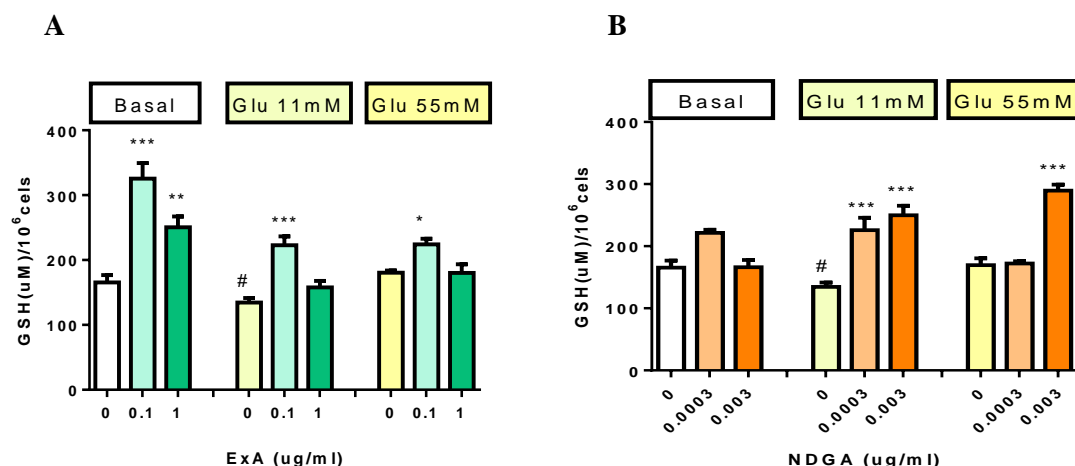 A
Basal
Glu 11mM
Glu 55mM
GSH(uM)/10^6cels
400
300
200
100
0
***
**
#
***
*
0 0.1 1 0 0.1 1 0 0.1 1
ExA (ug/ml)
B
Basal
Glu 11mM
Glu 55mM
GSH(uM)/10^6cels
400
300
200
100
0
#
***
***
***
0 0.0003 0.003 0 0.0003 0.003 0 0.0003 0.003
NDGA (ug/ml)